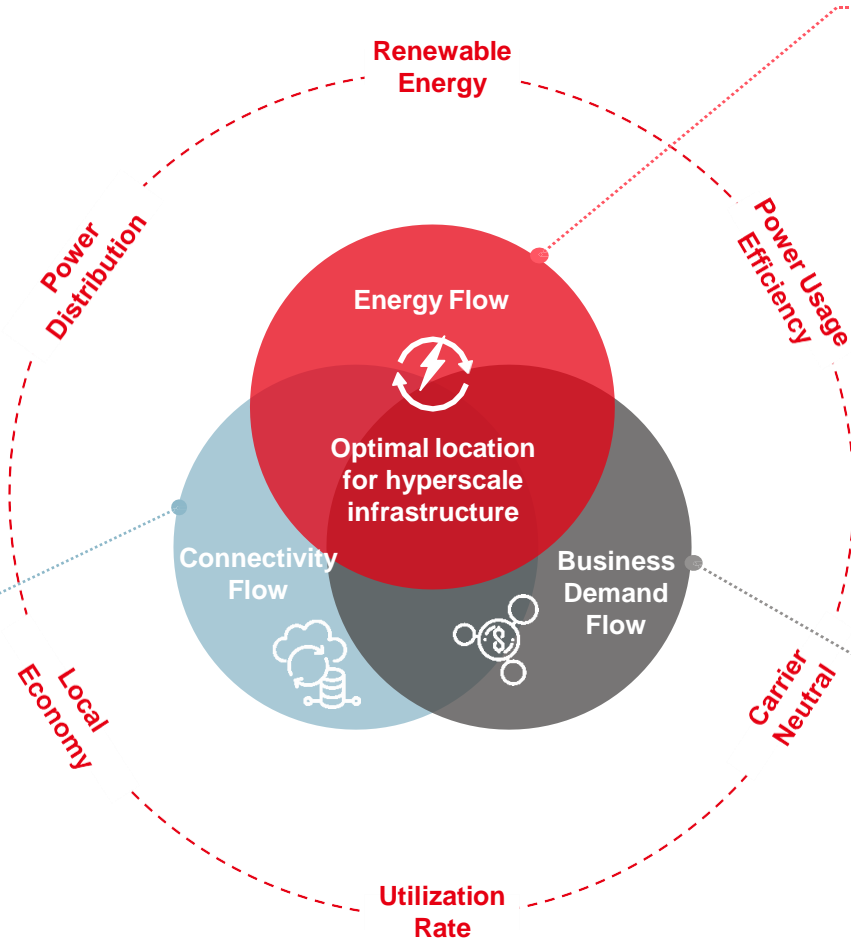 Renewable
Energy
Power
Distribution
Power Usage
Efficiency
Energy Flow
Optimal location
for hyperscale
infrastructure
Connectivity
Flow
Business
Demand
Flow
Local
Economy
Carrier
Neutral
Utilization
Rate